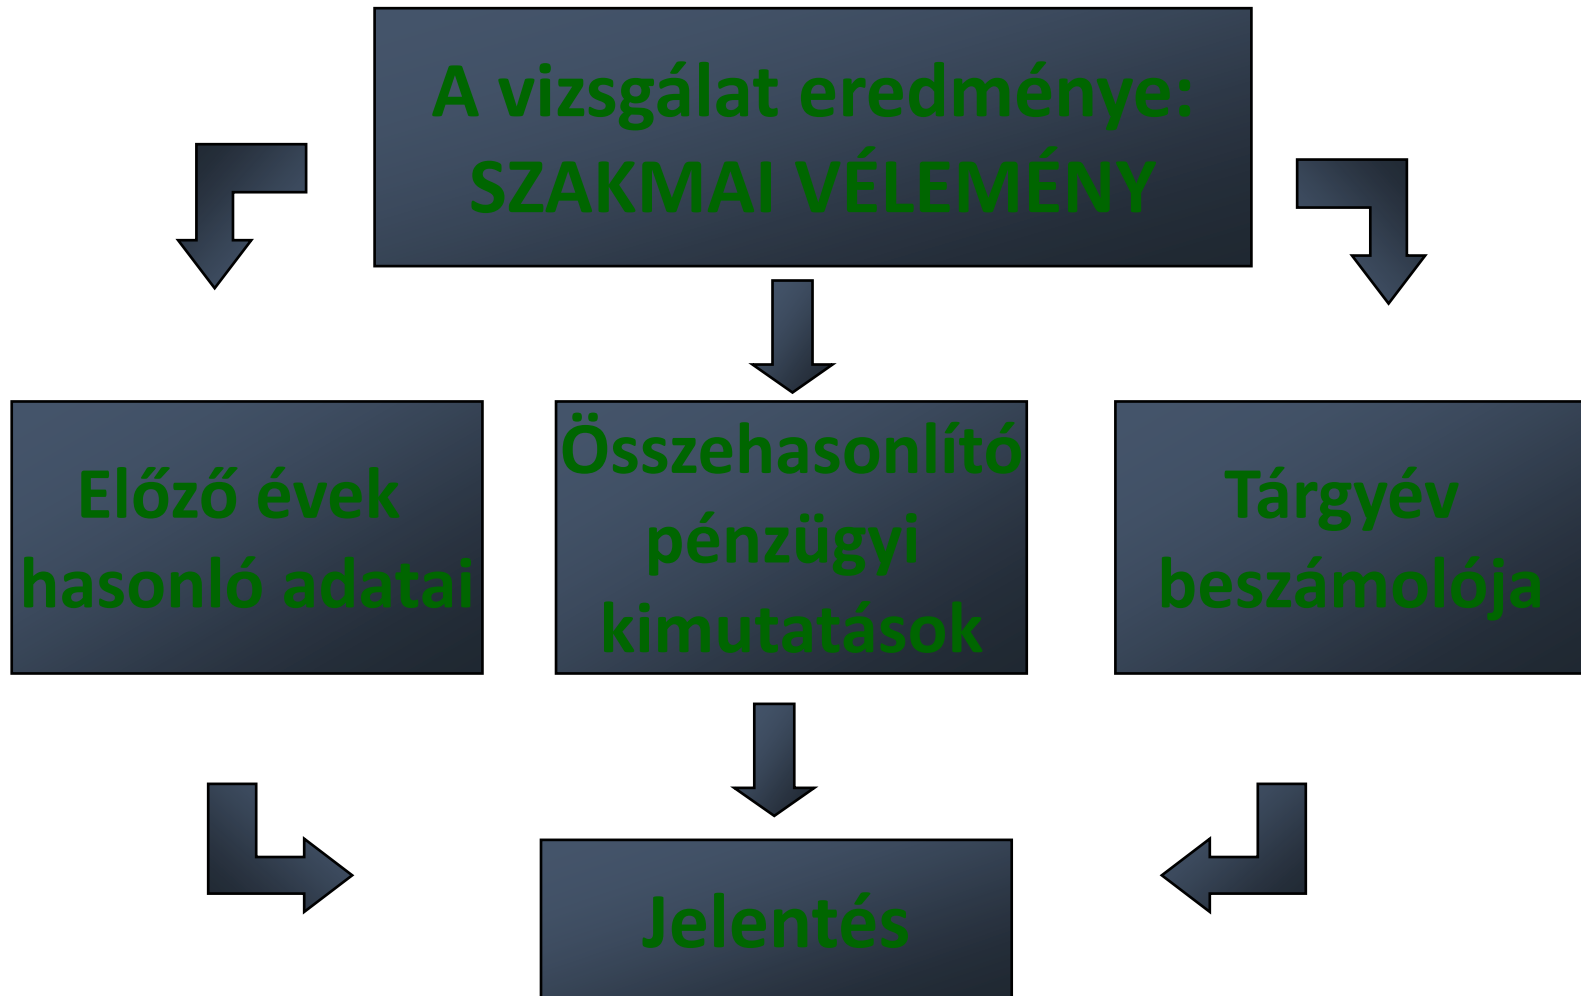 A vizsgálat eredménye:
SZAKMAI VÉLEMÉNY
Előző évek
hasonló adatai
Összehasonlító
pénzügyi
kimutatások
Tárgyév
beszámolója
Jelentés